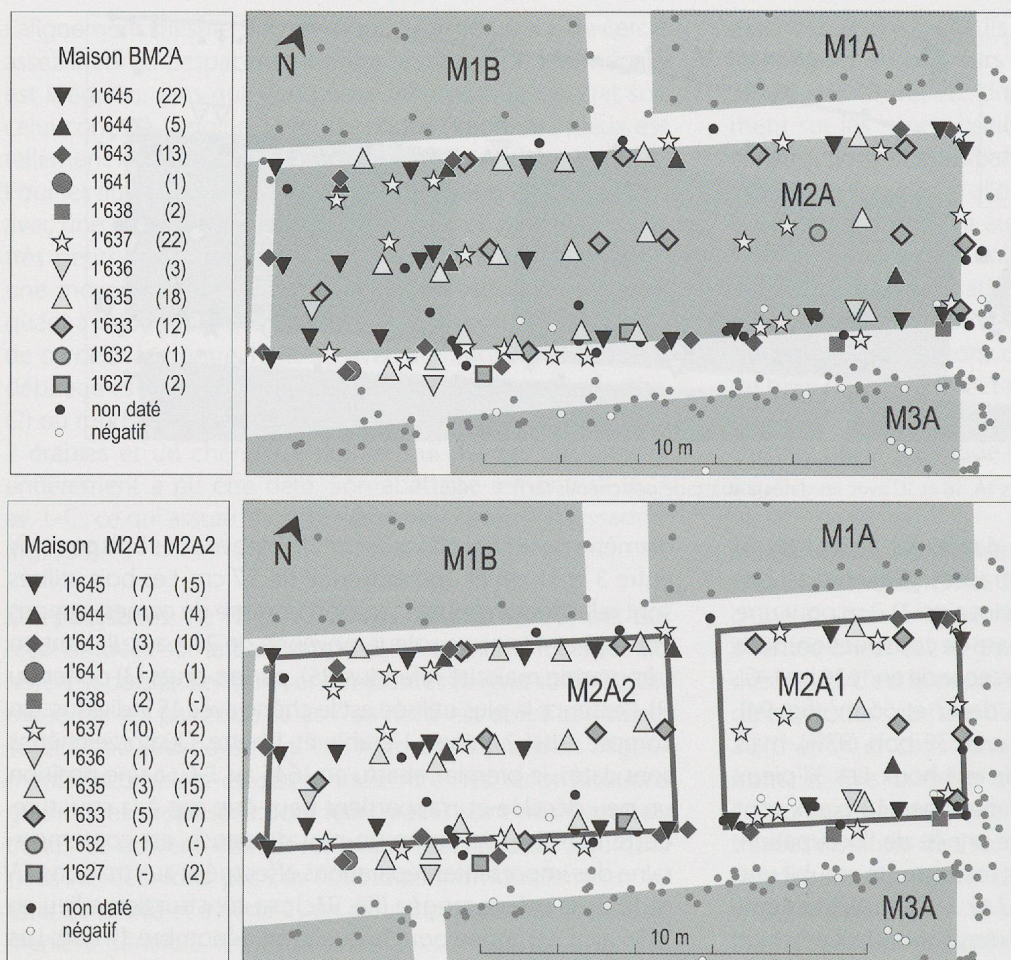 Maison BM2A
1'645 (22)
1'644 (5)
1'643 (13)
1'641 (1)
1'638 (2)
1'637 (22)
1'636 (3)
1'635 (18)
1'633 (12)
1'632 (1)
1'627 (2)
non daté
négatif
N
M1B
M1A
M2A
M3A
10 m
Maison M2A1 M2A2
1'645 (7) (15)
1'644 (1) (4)
1'643 (3) (10)
1'641 (-) (1)
1'638 (2) (-)
1'637 (10) (12)
1'636 (1) (2)
1'635 (3) (15)
1'633 (5) (7)
1'632 (1) (-)
1'627 (-) (2)
non daté
négatif
N
M1B
M1A
M2A2
M2A1
M3A
10 m